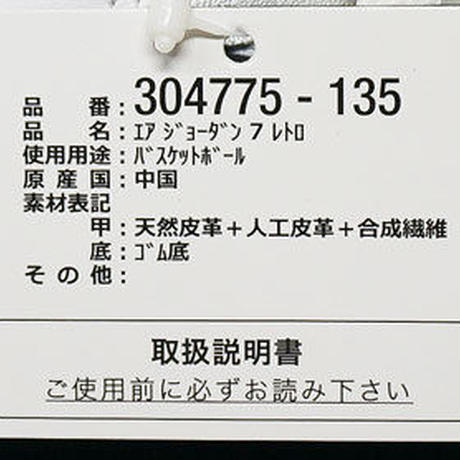 品番:304775-135
品名:ｴｱ ｼﾞｮｰﾀﾞﾝ 7 ﾚﾄﾛ
使用用途:ﾊﾞｽｹｯﾄﾎﾞｰﾙ
原産国:中国
素材表記
甲:天然皮革+人工皮革+合成繊維
底:ｺﾞﾑ底
その他:
取扱説明書
ご使用前に必ずお読み下さい